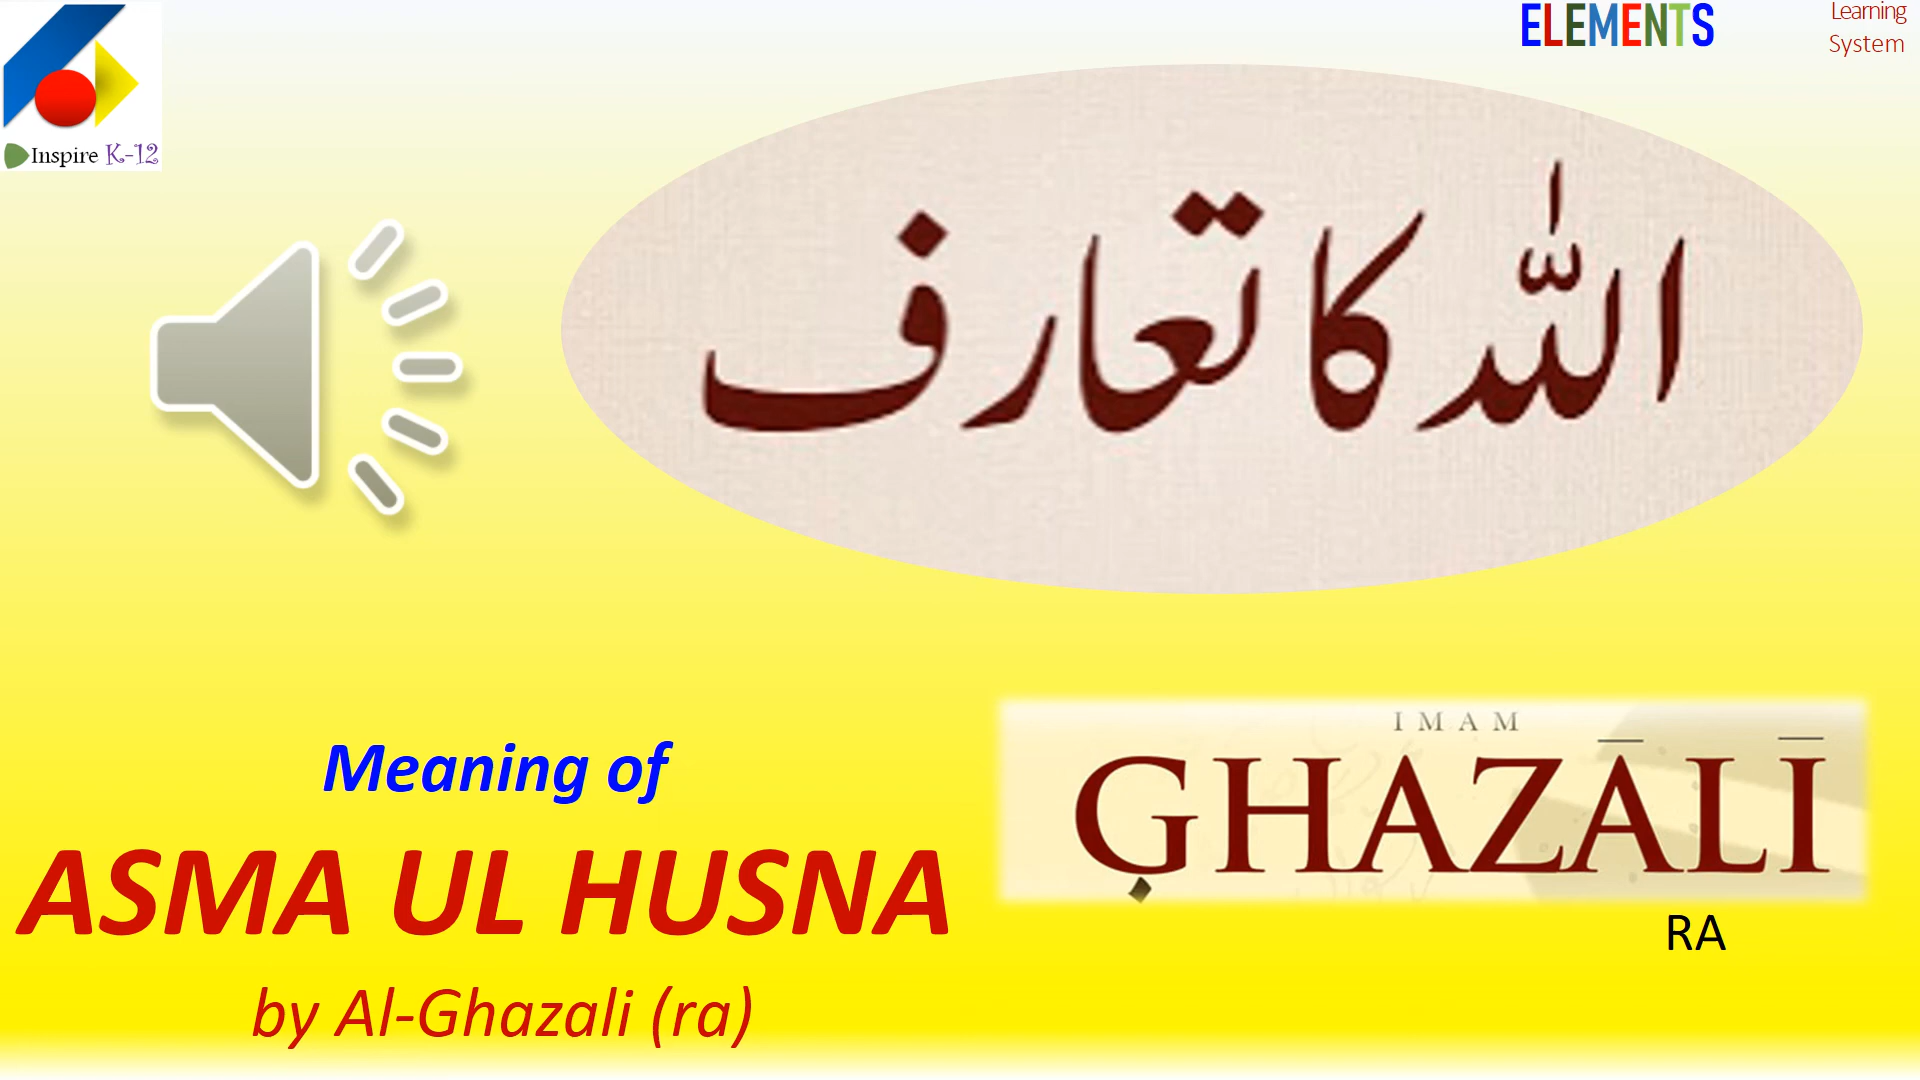 ELEMENTS
Learning
System
Inspire K-12
اللہ کا تعارف
IMAM
G̣HAZĀLĪ
RA
Meaning of
ASMA UL HUSNA
by Al-Ghazali (ra)